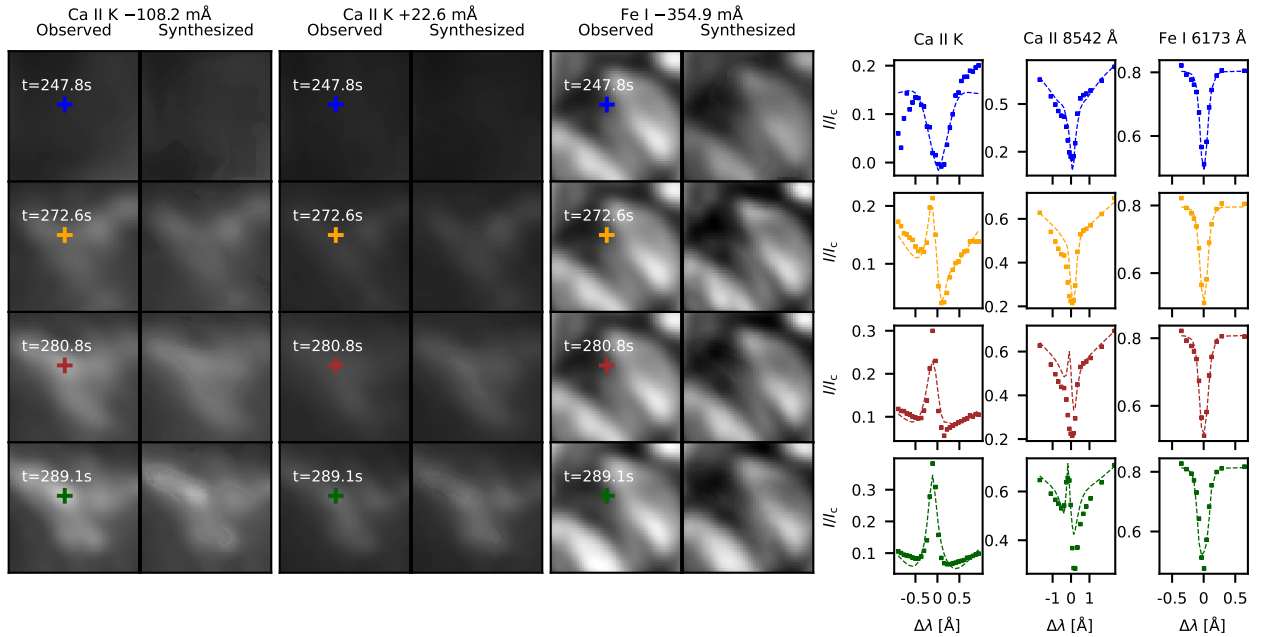 Ca II K −108.2 mÅ
Observed Synthesized
Ca II K +22.6 mÅ
Observed Synthesized
Fe I −354.9 mÅ
Observed Synthesized
t=247.8s t=247.8s t=247.8s
t=272.6s t=272.6s t=272.6s
t=280.8s t=280.8s t=280.8s
t=289.1s t=289.1s t=289.1s
Ca II K Ca II 8542 Å Fe I 6173 Å
I/Ic
0.2
0.1
0.0
0.5
0.2
0.8
0.6
I/Ic
0.2
0.1
0.6
0.4
0.2
0.8
0.6
I/Ic
0.3
0.2
0.1
0.6
0.4
0.2
0.8
0.6
I/Ic
0.3
0.2
0.1
0.6
0.4
0.8
0.6
-0.5 0 0.5
-1 0 1
-0.5 0 0.5
Δλ [Å] Δλ [Å] Δλ [Å]